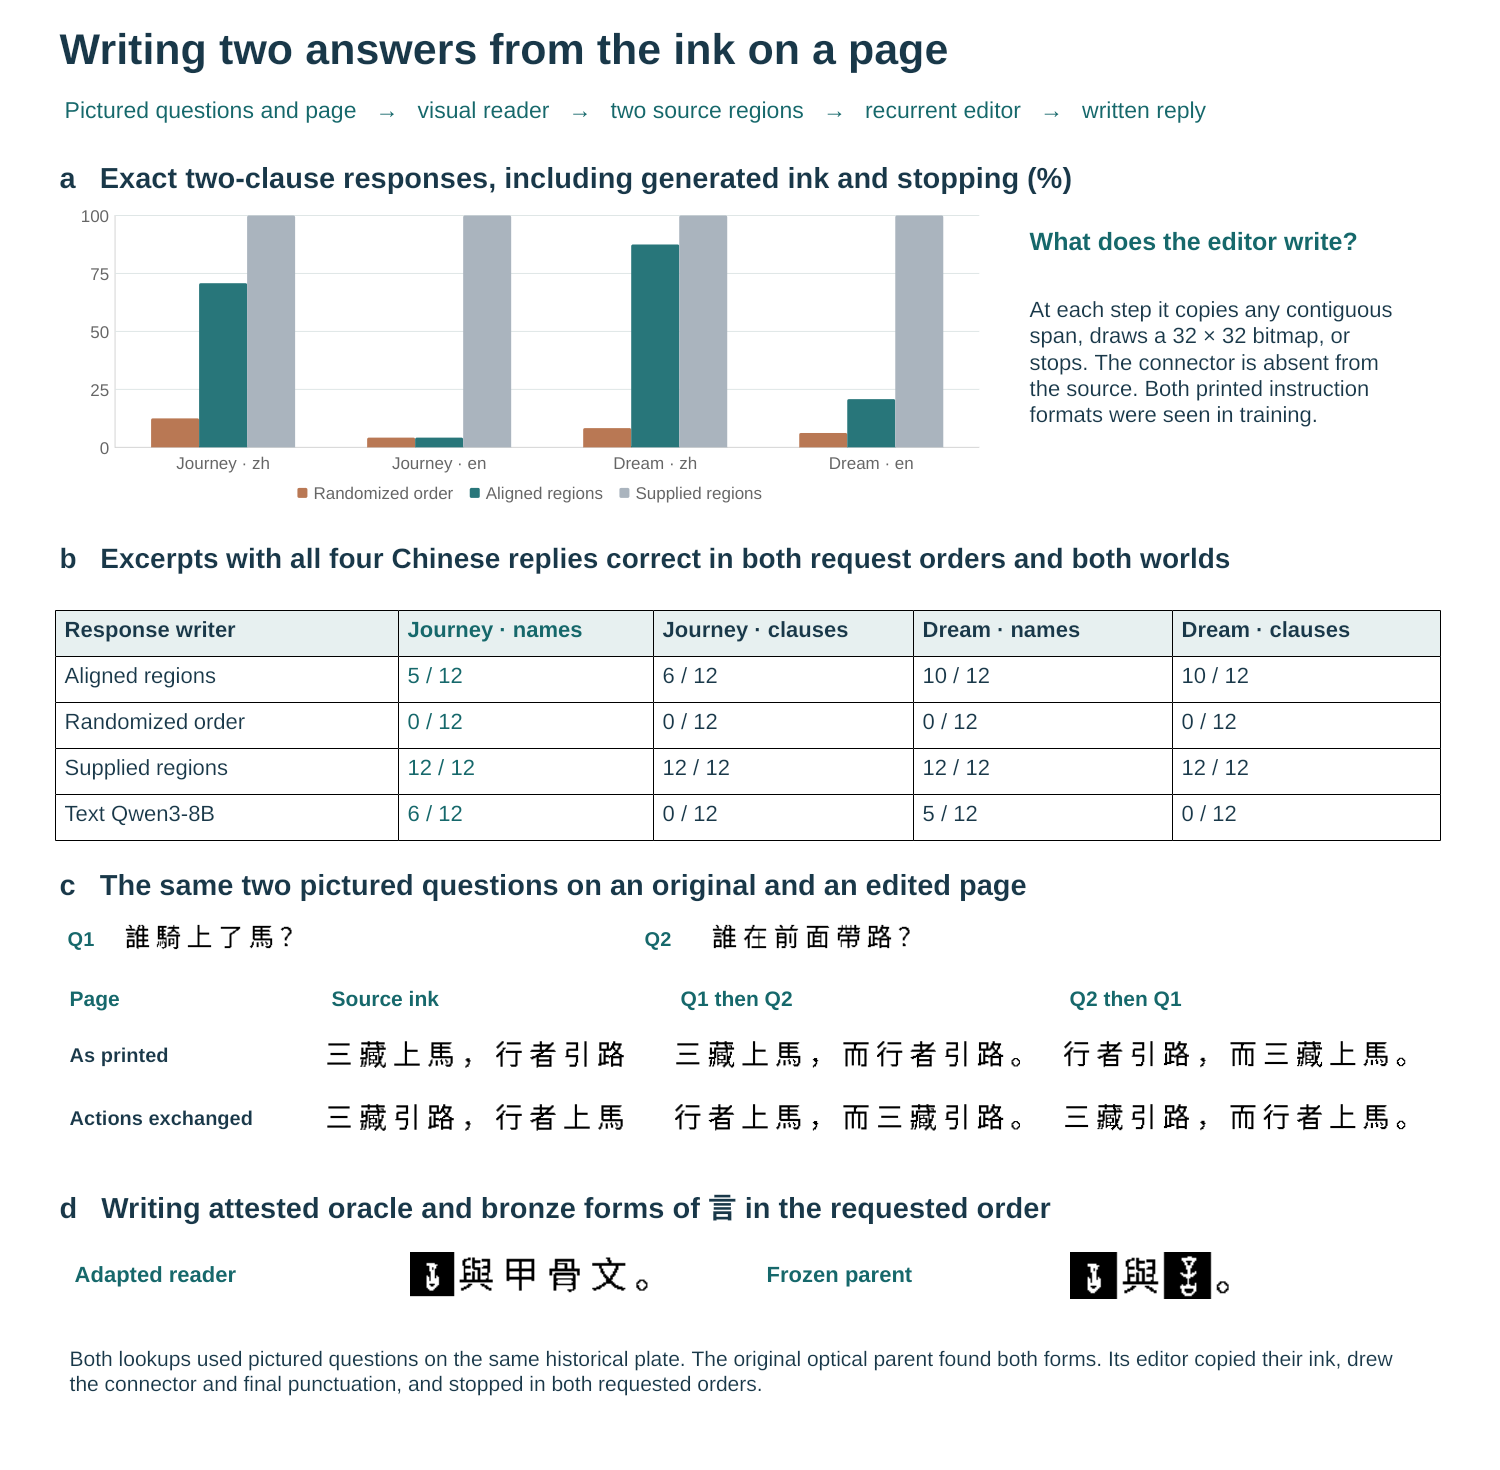 Writing two answers from the ink on a page
Pictured questions and page → visual reader → two source regions → recurrent editor → written reply
a Exact two-clause responses, including generated ink and stopping (%)
100
75
50
25
0
Journey · zh Journey · en Dream · zh Dream · en
Randomized order Aligned regions Supplied regions
What does the editor write?
At each step it copies any contiguous
span, draws a 32 × 32 bitmap, or
stops. The connector is absent from
the source. Both printed instruction
formats were seen in training.
b Excerpts with all four Chinese replies correct in both request orders and both worlds
Response writer Journey · names Journey · clauses Dream · names Dream · clauses
Aligned regions 5 / 12 6 / 12 10 / 12 10 / 12
Randomized order 0 / 12 0 / 12 0 / 12 0 / 12
Supplied regions 12 / 12 12 / 12 12 / 12 12 / 12
Text Qwen3-8B 6 / 12 0 / 12 5 / 12 0 / 12
c The same two pictured questions on an original and an edited page
Q1 誰騎上了馬？ Q2 誰在前面帶路？
Page Source ink Q1 then Q2 Q2 then Q1
As printed 三藏上馬，行者引路 三藏上馬，而行者引路。 行者引路，而三藏上馬。
Actions exchanged 三藏引路，行者上馬 行者上馬，而三藏引路。 三藏引路，而行者上馬。
d Writing attested oracle and bronze forms of 言 in the requested order
Adapted reader 與甲骨文。 Frozen parent 與。
Both lookups used pictured questions on the same historical plate. The original optical parent found both forms. Its editor copied their ink, drew
the connector and final punctuation, and stopped in both requested orders.